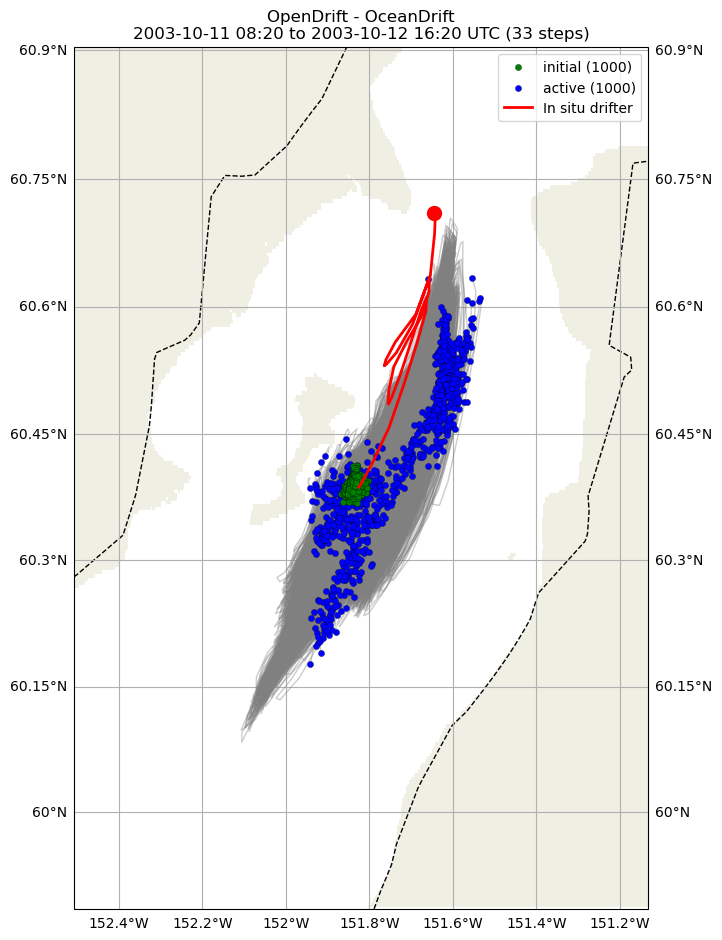 OpenDrift - OceanDrift
2003-10-11 08:20 to 2003-10-12 16:20 UTC (33 steps)
60.9°N
60.9°N
initial (1000)
active (1000)
In situ drifter
60.75°N
60.75°N
60.6°N
60.6°N
60.45°N
60.45°N
60.3°N
60.3°N
60.15°N
60.15°N
60°N
60°N
152.4°W
152.2°W
152°W
151.8°W
151.6°W
151.4°W
151.2°W